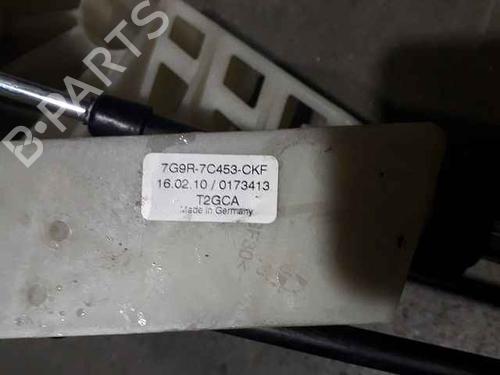 B-PARTS
7G9R-7C453-CKF
16.02.10 / 0173413
T2GCA
Made in Germany